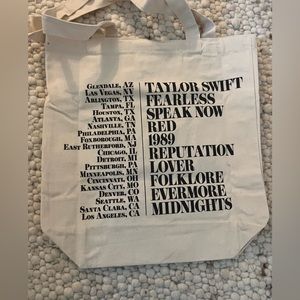 GLENDALE, AZ
LAS VEGAS, NV
ARLINGTON, TX
TAMPA, FL
HOUSTON, TX
ATLANTA, GA
NASHVILLE, TN
PHILADELPHIA, PA
FOXBOROUGH, MA
EAST RUTHERFORD, NJ
CHICAGO, IL
DETROIT, MI
PITTSBURGH, PA
MINNEAPOLIS, MN
CINCINNATI, OH
KANSAS CITY, MO
DENVER, CO
SEATTLE, WA
SANTA CLARA, CA
LOS ANGELES, CA
TAYLOR SWIFT
FEARLESS
SPEAK NOW
RED
1989
REPUTATION
LOVER
FOLKLORE
EVERMORE
MIDNIGHTS